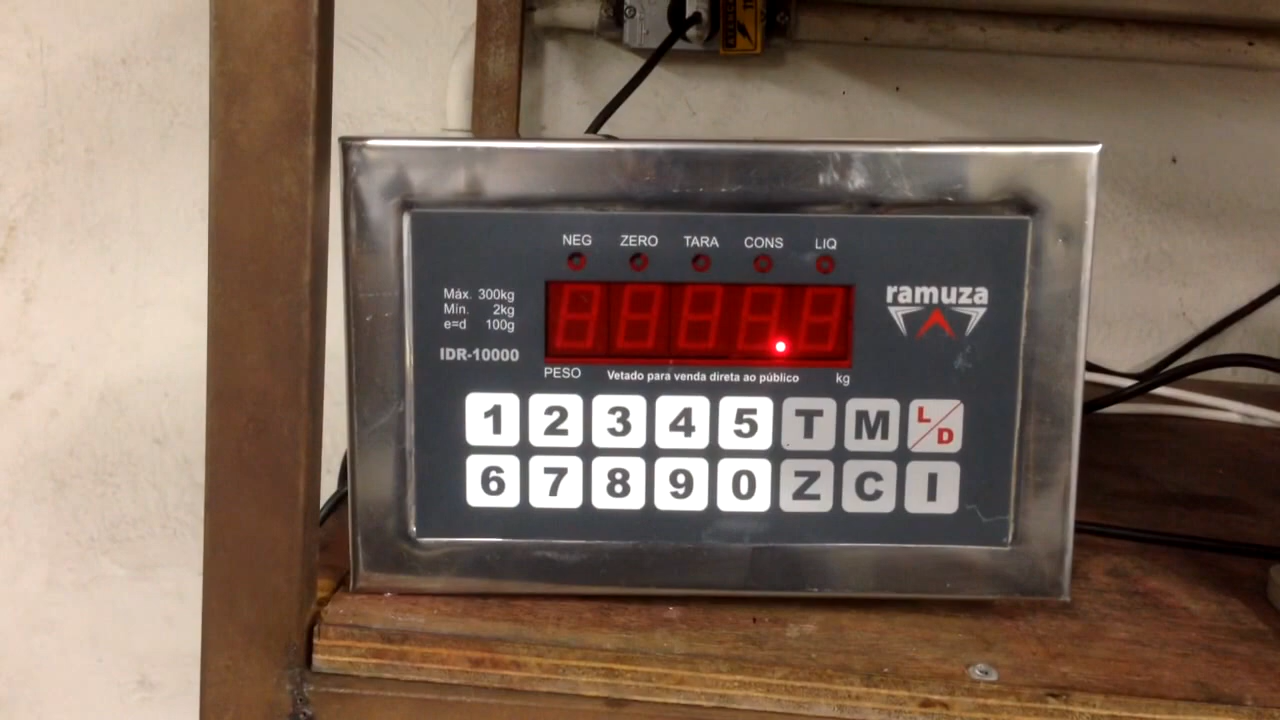 NEG ZERO TARA CONS LIQ
Máx. 300kg
Mín. 2kg
e=d 100g
IDR-10000
ramuza
PESO Vetado para venda direta ao público kg
1 2 3 4 5 T M L/D
6 7 8 9 0 Z C I